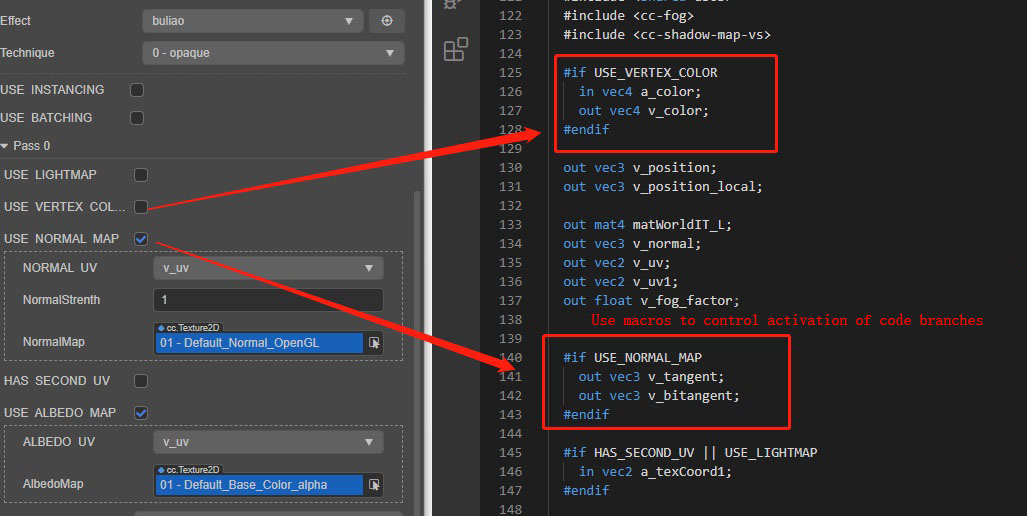 Effect
buliao
Technique
0 - opaque
USE INSTANCING
USE BATCHING
Pass 0
USE LIGHTMAP
USE VERTEX COL...
USE NORMAL MAP
NORMAL UV
v_uv
NormalStrenth
1
NormalMap
cc.Texture2D
01 - Default_Normal_OpenGL
HAS SECOND UV
USE ALBEDO MAP
ALBEDO UV
v_uv
AlbedoMap
cc.Texture2D
01 - Default_Base_Color_alpha
122 #include <cc-fog>
123 #include <cc-shadow-map-vs>
124
125 #if USE_VERTEX_COLOR
126 in vec4 a_color;
127 out vec4 v_color;
128 #endif
129
130 out vec3 v_position;
131 out vec3 v_position_local;
132
133 out mat4 matWorldIT_L;
134 out vec3 v_normal;
135 out vec2 v_uv;
136 out vec2 v_uv1;
137 out float v_fog_factor;
138 Use macros to control activation of code branches
139
140 #if USE_NORMAL_MAP
141 out vec3 v_tangent;
142 out vec3 v_bitangent;
143 #endif
144
145 #if HAS_SECOND_UV || USE_LIGHTMAP
146 in vec2 a_texCoord1;
147 #endif
148